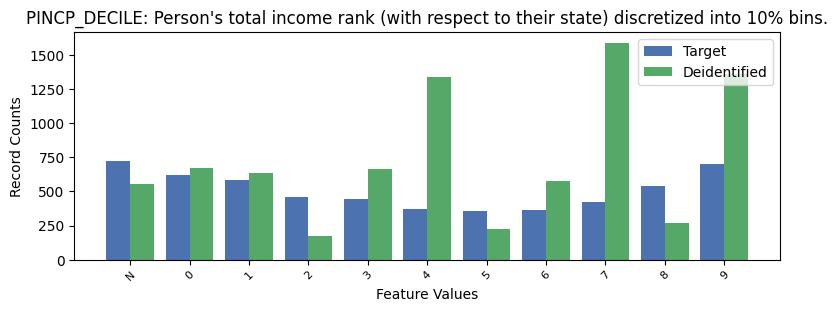 PINCP_DECILE: Person's total income rank (with respect to their state) discretized into 10% bins.
Target
Deidentified
1500
1250
1000
750
500
250
0
Record Counts
N 0 1 2 3 4 5 6 7 8 9
Feature Values